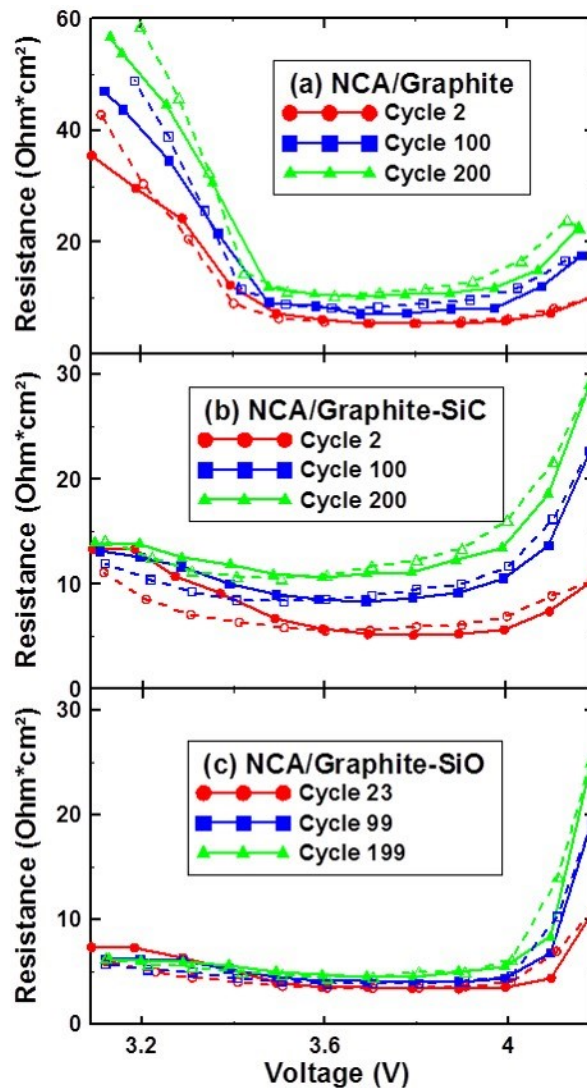 60
40
20
0
Resistance (Ohm*cm²)
(a) NCA/Graphite
Cycle 2
Cycle 100
Cycle 200
30
20
10
0
Resistance (Ohm*cm²)
(b) NCA/Graphite-SiC
Cycle 2
Cycle 100
Cycle 200
30
20
10
0
Resistance (Ohm*cm²)
(c) NCA/Graphite-SiO
Cycle 23
Cycle 99
Cycle 199
3.2 3.6 4
Voltage (V)